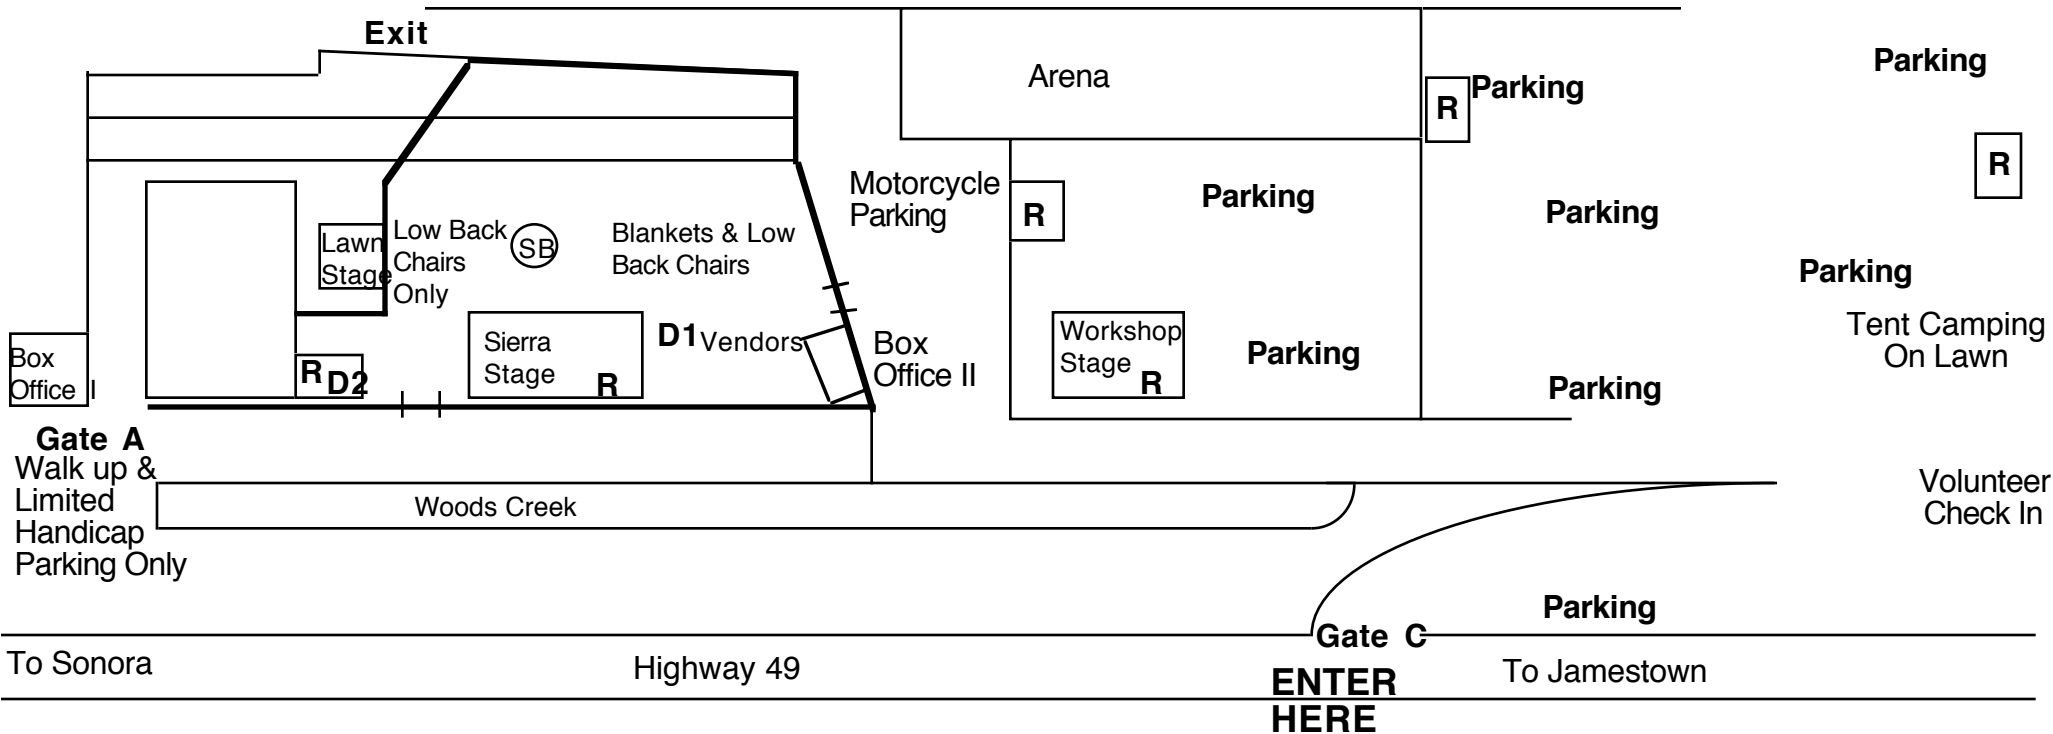 Exit
Parking
Arena
Parking
R
R
Motorcycle
Parking
R
Parking
Parking
Lawn
Stage
Low Back
Chairs
Only
SB
Blankets & Low
Back Chairs
Parking
Box
Office I
R D2
Sierra
Stage
R
D1 Vendors
Box
Office II
Workshop
Stage
R
Parking
Tent Camping
On Lawn
Parking
Gate A
Walk up &
Limited
Handicap
Parking Only
Woods Creek
Volunteer
Check In
Parking
Gate C
To Sonora
Highway 49
ENTER
HERE
To Jamestown